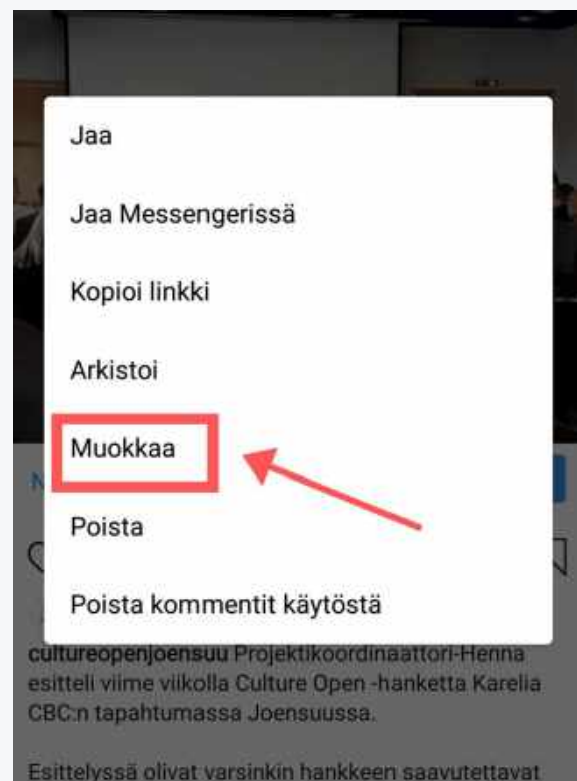 Jaa
Jaa Messengerissä
Kopioi linkki
Arkistoi
Muokkaa
Poista
Poista kommentit käytöstä
cultureopenjoensuu Projektikoordinaattori-Henna
esitteli viime viikolla Culture Open -hanketta Karelia
CBC:n tapahtumassa Joensuussa.
Esittelyssä olivat varsinkin hankkeen saavutettavat